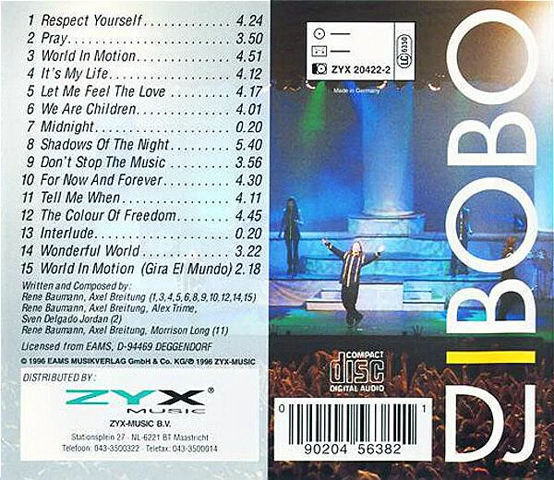 1 Respect Yourself ............ 4.24
2 Pray ............ 3.50
3 World In Motion ............ 4.51
4 It's My Life ............ 4.12
5 Let Me Feel The Love ............ 4.17
6 We Are Children ............ 4.01
7 Midnight ............ 0.20
8 Shadows Of The Night ............ 5.40
9 Don't Stop The Music ............ 3.56
10 For Now And Forever ............ 4.30
11 Tell Me When ............ 4.11
12 The Colour Of Freedom ............ 4.45
13 Interlude ............ 0.20
14 Wonderful World ............ 3.22
15 World In Motion (Gira El Mundo) 2.18
Written and Composed by:
Rene Baumann, Axel Breitung (1,3,4,5,6,8,9,10,12,14,15)
Rene Baumann, Axel Breitung, Alex Trime,
Sven Delgado Jordan (2)
Rene Baumann, Axel Breitung, Morrison Long (11)
Licensed from EAMS, D-94469 DEGGENDORF
© 1996 EAMS MUSIKVERLAG GmbH & Co. KG/℗ 1996 ZYX-MUSIC
DISTRIBUTED BY:
ZYX®
MUSIC
ZYX-MUSIC B.V.
Stationsplein 27 - NL-6221 BT Maastricht
Telefoon: 043-3500322 - Telefax: 043-3500014
ZYX 20422-2
LC 6350
Made in Germany
DJ BOBO
COMPACT
disc
DIGITAL AUDIO
0 90204 56382 1